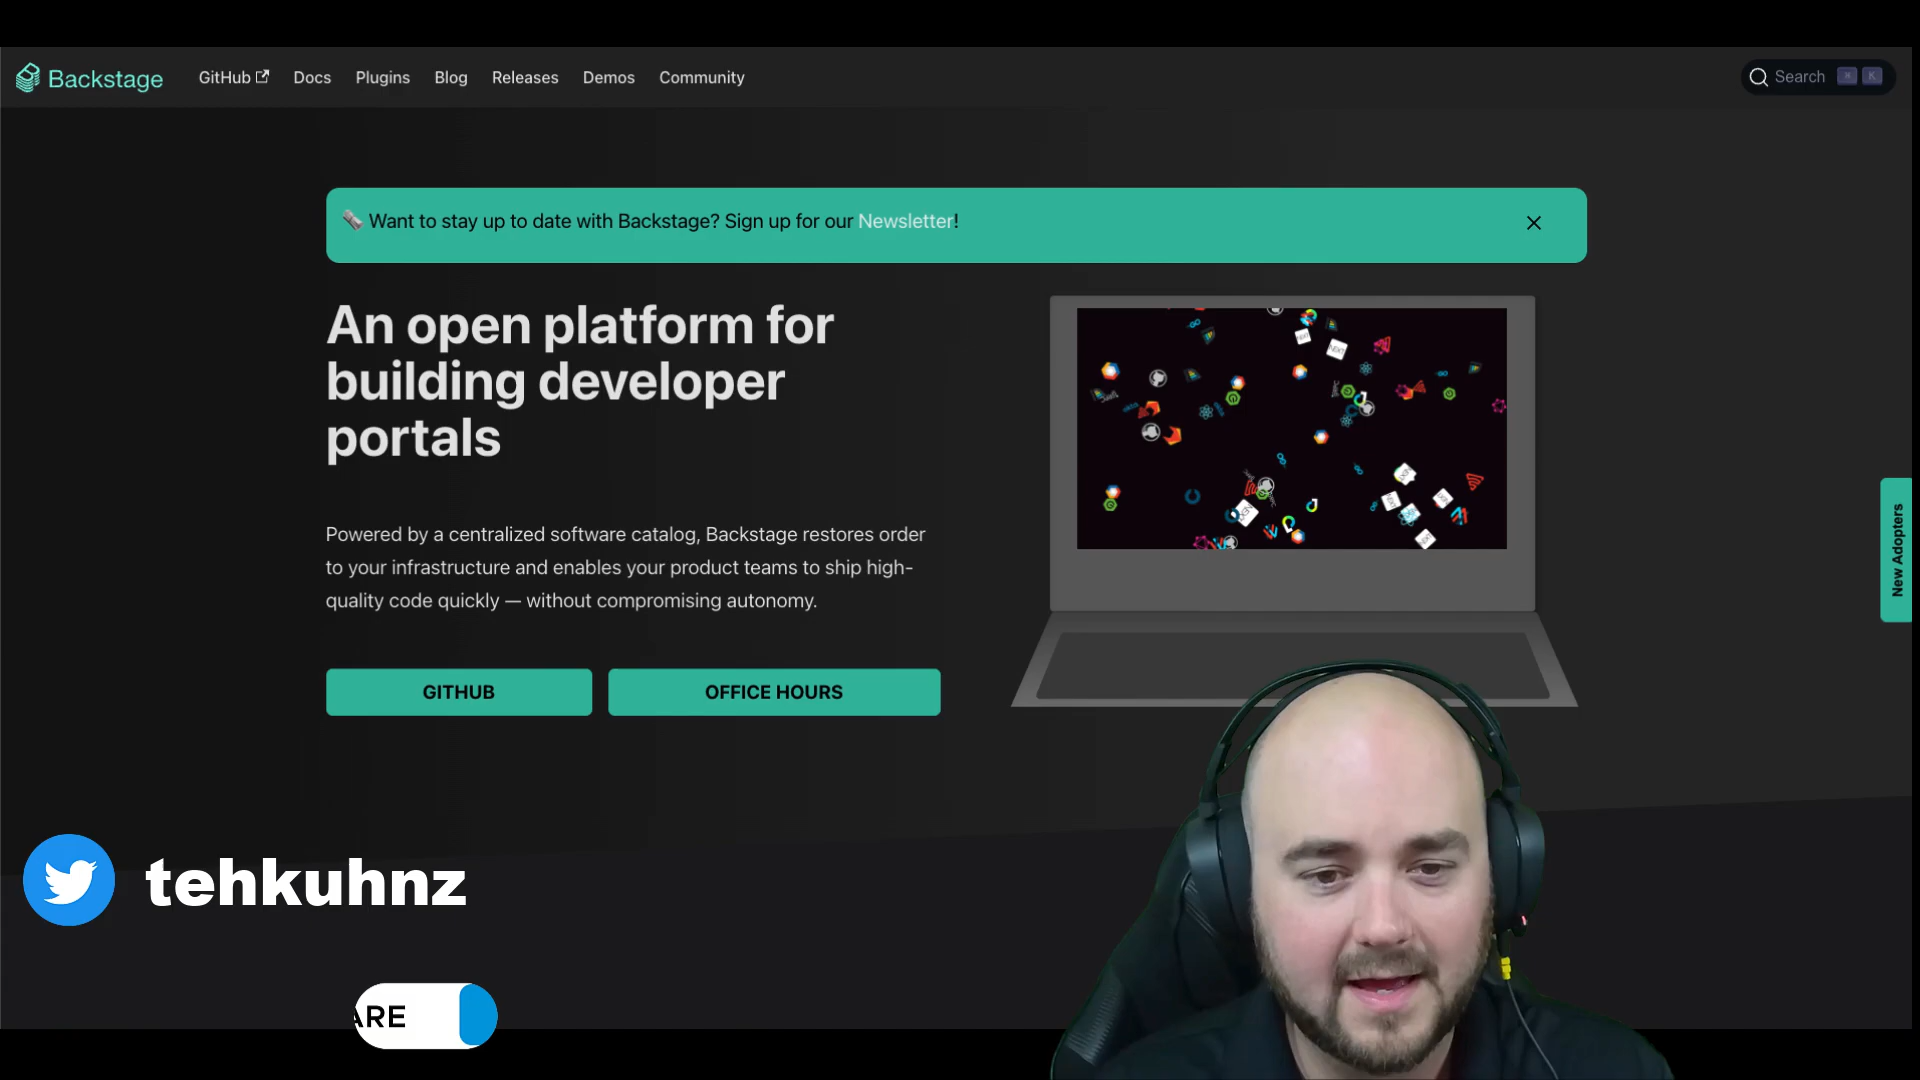 Backstage
GitHub
Docs
Plugins
Blog
Releases
Demos
Community
Search
K
Want to stay up to date with Backstage? Sign up for our Newsletter!
An open platform for
building developer
portals
Powered by a centralized software catalog, Backstage restores order
to your infrastructure and enables your product teams to ship high-
quality code quickly — without compromising autonomy.
GITHUB
OFFICE HOURS
New Adopters
tehkuhnz
ARE